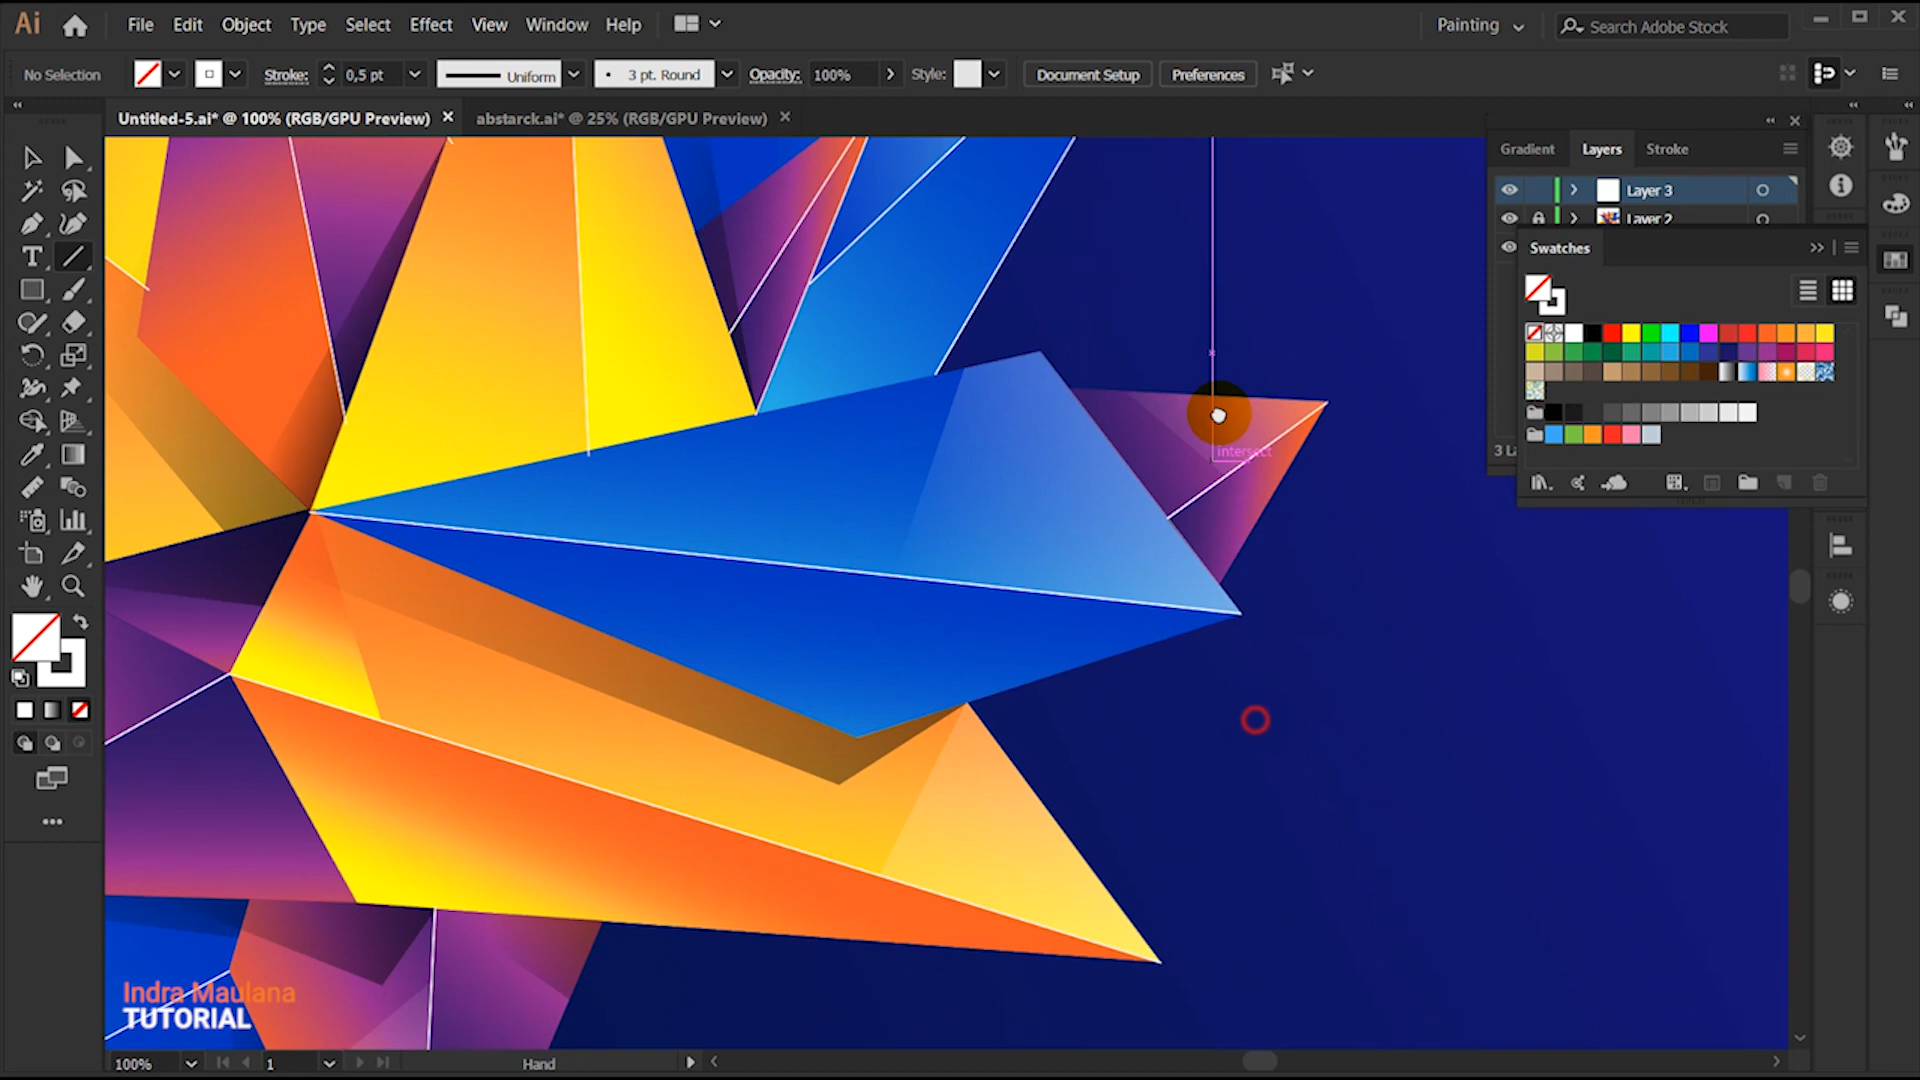 Ai File Edit Object Type Select Effect View Window Help Painting Search Adobe Stock
No Selection Stroke: 0,5 pt Uniform 3 pt. Round Opacity: 100% Style: Document Setup Preferences
Untitled-5.ai* @ 100% (RGB/GPU Preview) abstarck.ai* @ 25% (RGB/GPU Preview)
Gradient Layers Stroke
Layer 3
Layer 2
Swatches
intersect
3 La
Indra Maulana
TUTORIAL
100% 1 Hand